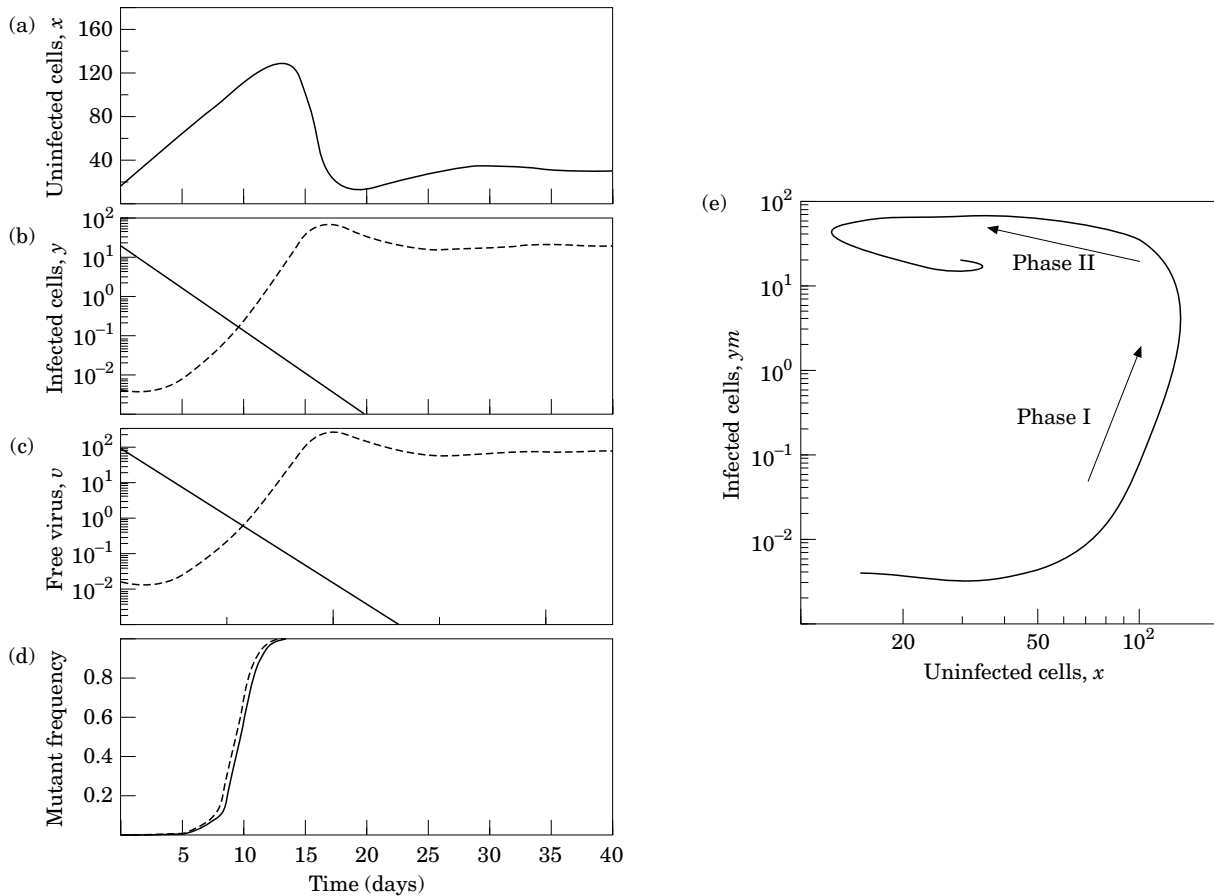 (a)
Uninfected cells, x
160
120
80
40
(b)
Infected cells, y
10²
10¹
10⁰
10⁻¹
10⁻²
(c)
Free virus, v
10²
10¹
10⁰
10⁻¹
10⁻²
(d)
Mutant frequency
0.8
0.6
0.4
0.2
5 10 15 20 25 30 35 40
Time (days)
(e)
Infected cells, ym
10²
10¹
10⁰
10⁻¹
10⁻²
Phase II
Phase I
20 50 10²
Uninfected cells, x